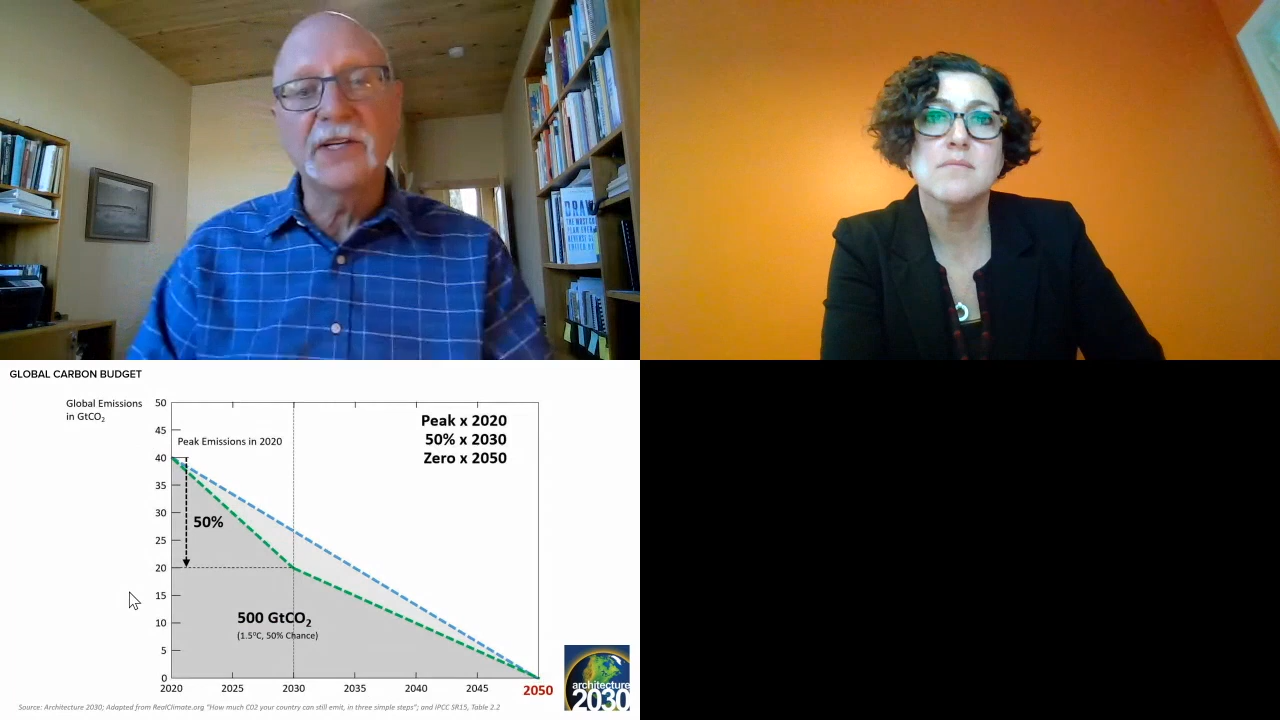 DRAW
GLOBAL CARBON BUDGET
Global Emissions
in GtCO₂
50
45
40
35
30
25
20
15
10
5
0
Peak Emissions in 2020
Peak x 2020
50% x 2030
Zero x 2050
50%
500 GtCO₂
(1.5°C, 50% Chance)
2020
2025
2030
2035
2040
2045
2050
architecture
2030
Source: Architecture 2030; Adapted from RealClimate.org "How much C02 your country can still emit, in three simple steps"; and IPCC SR15, Table 2.2